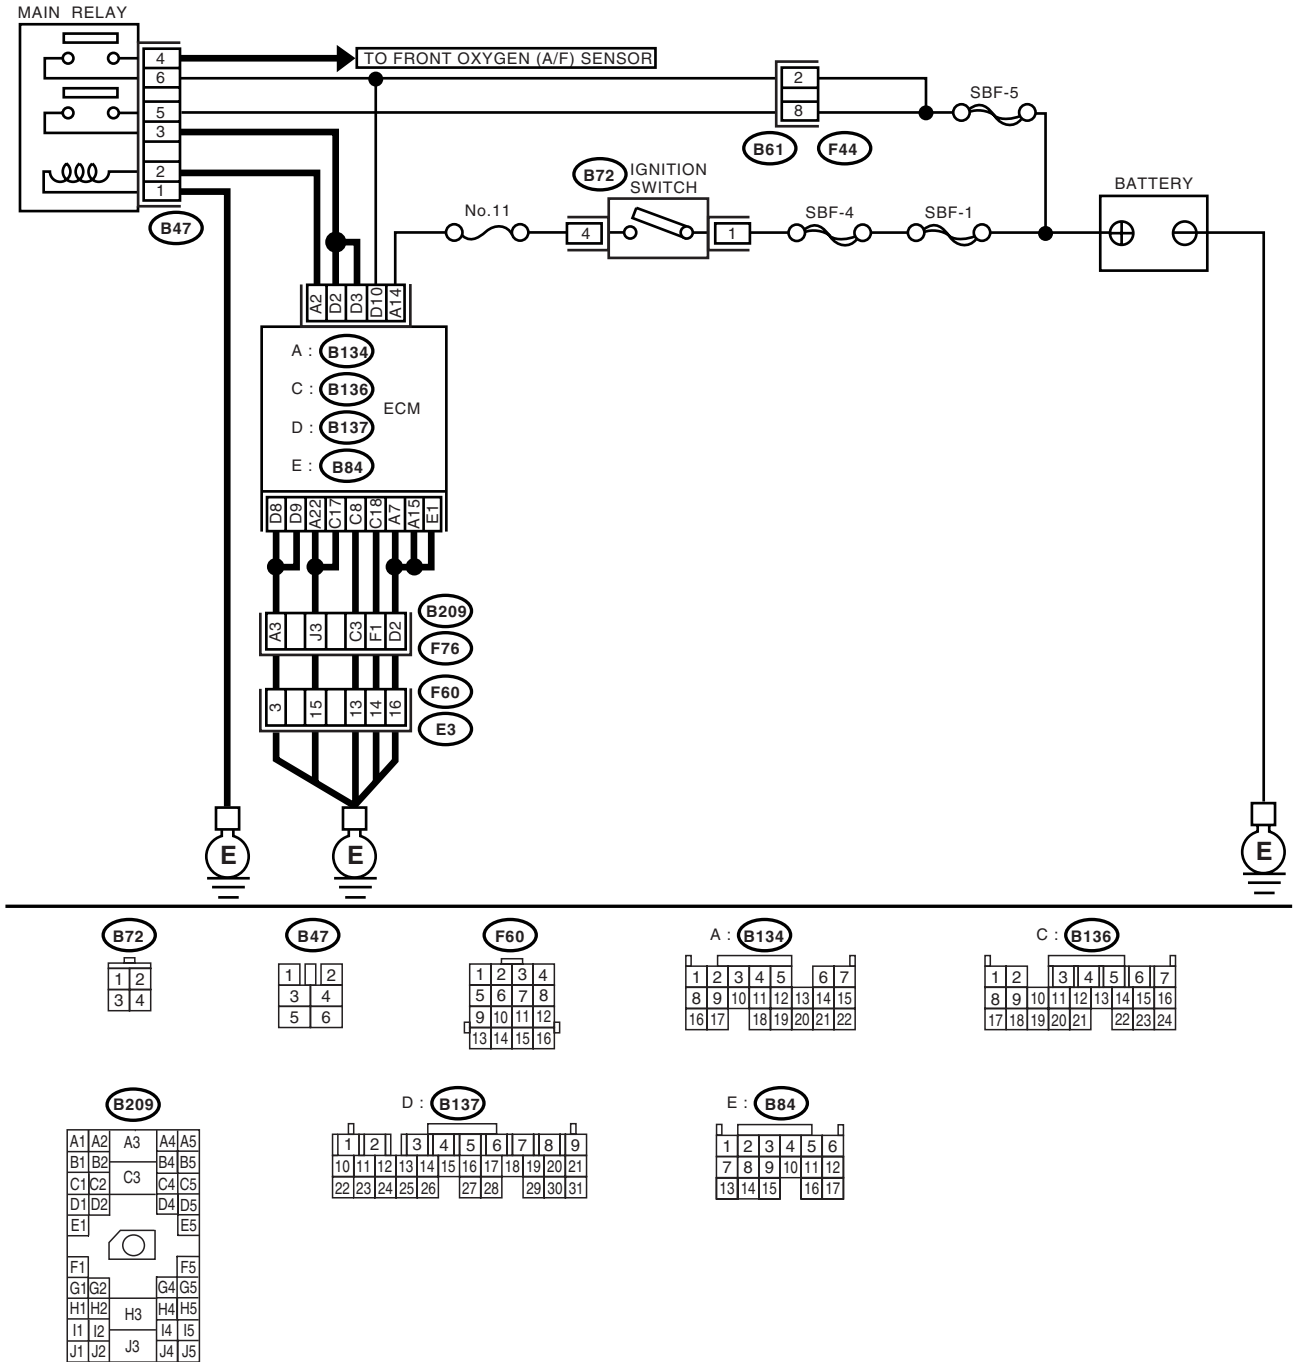 MAIN RELAY
4
TO FRONT OXYGEN (A/F) SENSOR
6
5
3
2
1
B47
2
8
B61
F44
SBF-5
B72
IGNITION
SWITCH
No.11
4
1
SBF-4
SBF-1
BATTERY
A2
D2
D3
D10
A14
A : B134
C : B136
ECM
D : B137
E : B84
D8
D9
A22
C17
C8
C18
A7
A15
E1
B209
A3
J3
C3
F1
D2
F76
F60
3
15
13
14
16
E3
E
E
E
B72
1 2
3 4
B47
1 2
3 4
5 6
F60
1 2 3 4
5 6 7 8
9 10 11 12
13 14 15 16
A : B134
1 2 3 4 5 6 7
8 9 10 11 12 13 14 15
16 17 18 19 20 21 22
C : B136
1 2 3 4 5 6 7
8 9 10 11 12 13 14 15 16
17 18 19 20 21 22 23 24
B209
A1 A2 A3 A4 A5
B1 B2 B4 B5
C1 C2 C3 C4 C5
D1 D2 D4 D5
E1 E5
F1 F5
G1 G2 G4 G5
H1 H2 H3 H4 H5
I1 I2 I4 I5
J1 J2 J3 J4 J5
D : B137
1 2 3 4 5 6 7 8 9
10 11 12 13 14 15 16 17 18 19 20 21
22 23 24 25 26 27 28 29 30 31
E : B84
1 2 3 4 5 6
7 8 9 10 11 12
13 14 15 16 17